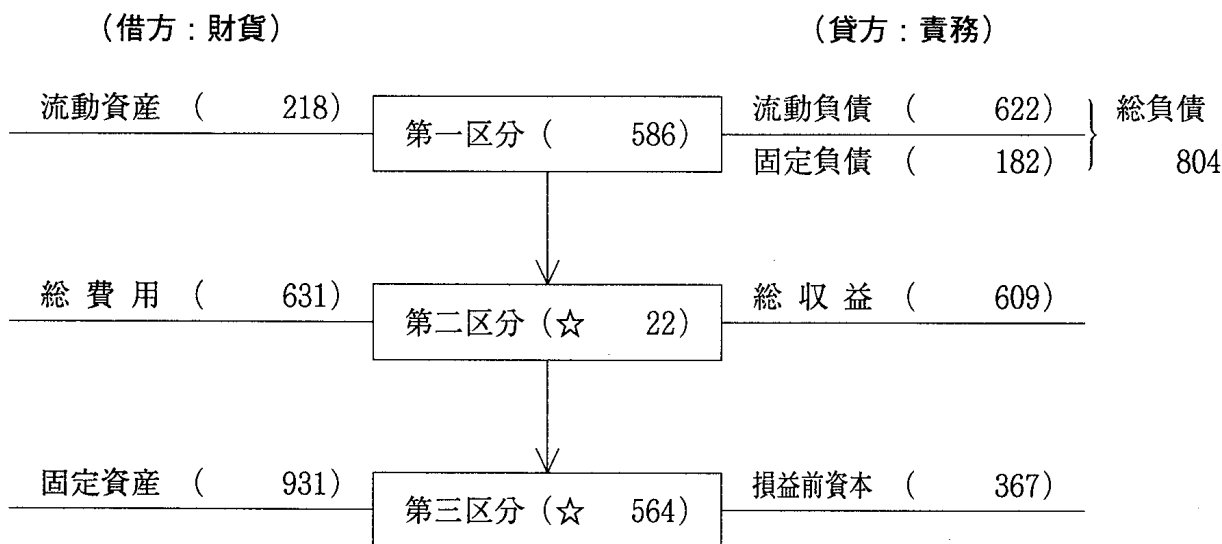 (借方：財貨) (貸方：責務)
流動資産 ( 218) 第一区分 ( 586) 流動負債 ( 622) 総負債
固定負債 ( 182) 804
総費用 ( 631) 第二区分 (☆ 22) 総収益 ( 609)
固定資産 ( 931) 第三区分 (☆ 564) 損益前資本 ( 367)